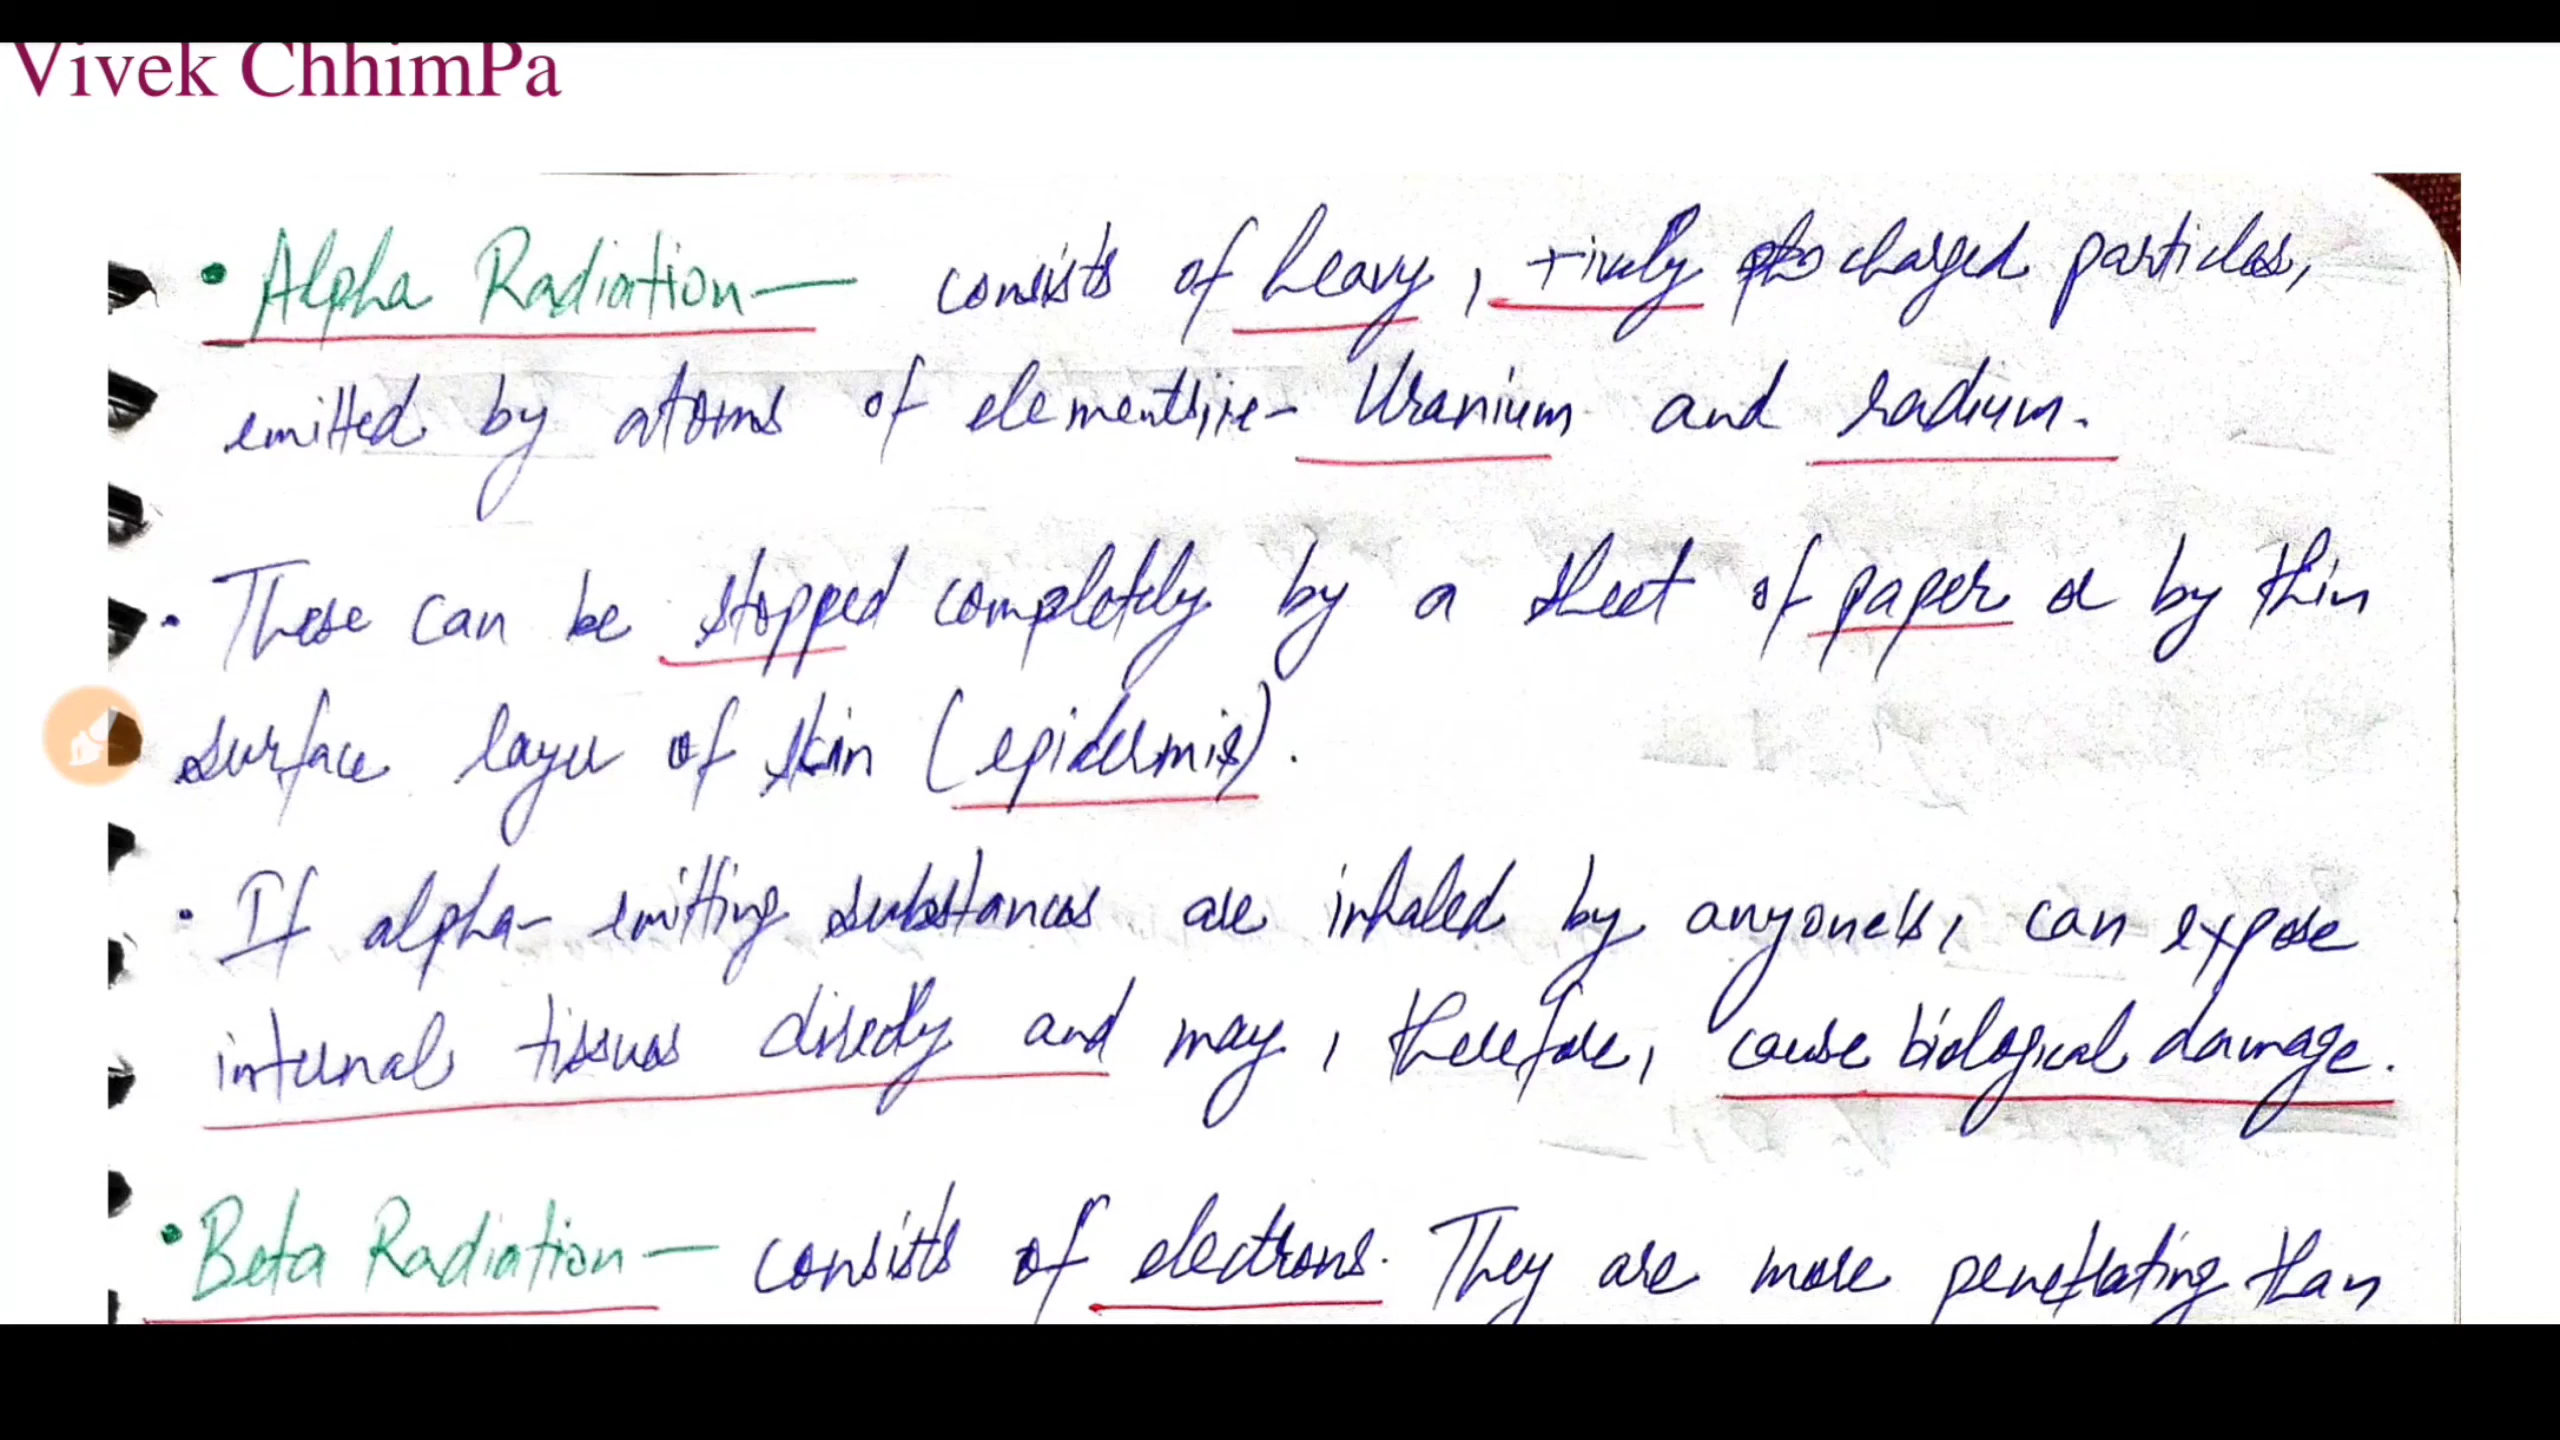 Vivek ChhimPa
• Alpha Radiation — consists of heavy, +ively charged particles,
emitted by atoms of elements i.e- Uranium and radium.
• These can be stopped completely by a sheet of paper or by thin
surface layer of skin (epidermis).
• If alpha- emitting substances are inhaled by anyone, can expose
internal tissues directly and may, therefore, cause biological damage.
• Beta Radiation — consists of electrons. They are more penetrating than